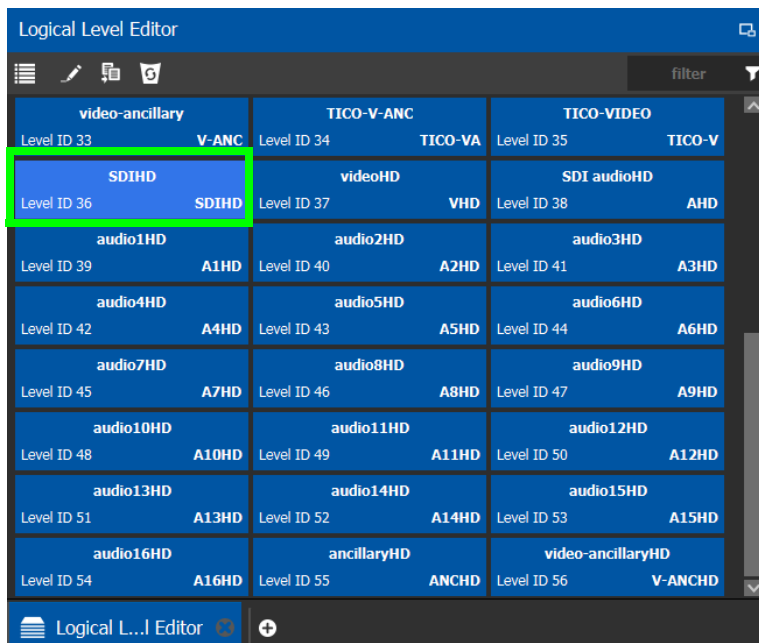 Logical Level Editor
filter
video-ancillary TICO-V-ANC TICO-VIDEO
Level ID 33 V-ANC Level ID 34 TICO-VA Level ID 35 TICO-V
SDIHD videoHD SDI audioHD
Level ID 36 SDIHD Level ID 37 VHD Level ID 38 AHD
audio1HD audio2HD audio3HD
Level ID 39 A1HD Level ID 40 A2HD Level ID 41 A3HD
audio4HD audio5HD audio6HD
Level ID 42 A4HD Level ID 43 A5HD Level ID 44 A6HD
audio7HD audio8HD audio9HD
Level ID 45 A7HD Level ID 46 A8HD Level ID 47 A9HD
audio10HD audio11HD audio12HD
Level ID 48 A10HD Level ID 49 A11HD Level ID 50 A12HD
audio13HD audio14HD audio15HD
Level ID 51 A13HD Level ID 52 A14HD Level ID 53 A15HD
audio16HD ancillaryHD video-ancillaryHD
Level ID 54 A16HD Level ID 55 ANCHD Level ID 56 V-ANCHD
Logical L...l Editor